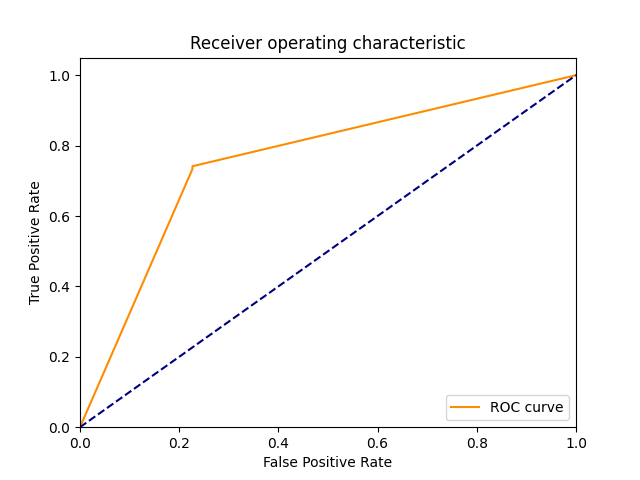 Receiver operating characteristic
True Positive Rate
1.0
0.8
0.6
0.4
0.2
0.0
0.0 0.2 0.4 0.6 0.8 1.0
False Positive Rate
ROC curve